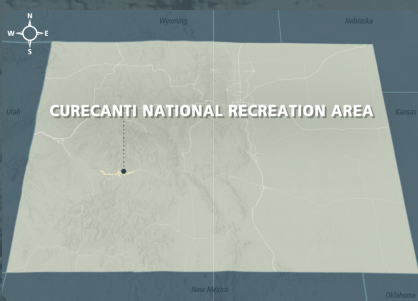 N
Wyoming
Nebraska
W E
S
Utah
CURECANTI NATIONAL RECREATION AREA
Kansas
New Mexico
Oklahoma